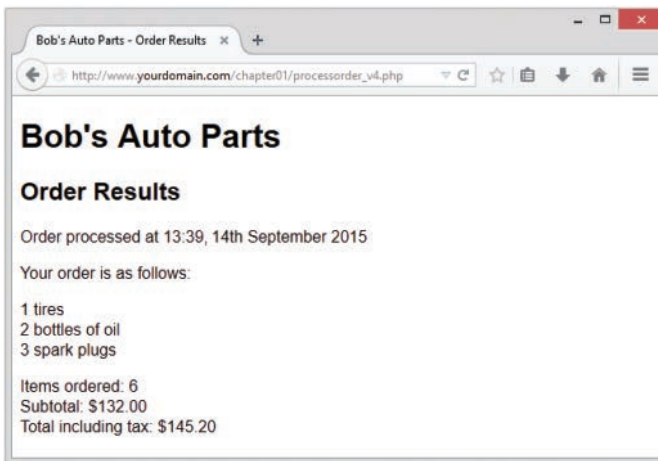 Bob's Auto Parts - Order Results
http://www.yourdomain.com/chapter01/processorder_v4.php
Bob's Auto Parts
Order Results
Order processed at 13:39, 14th September 2015
Your order is as follows:
1 tires
2 bottles of oil
3 spark plugs
Items ordered: 6
Subtotal: $132.00
Total including tax: $145.20